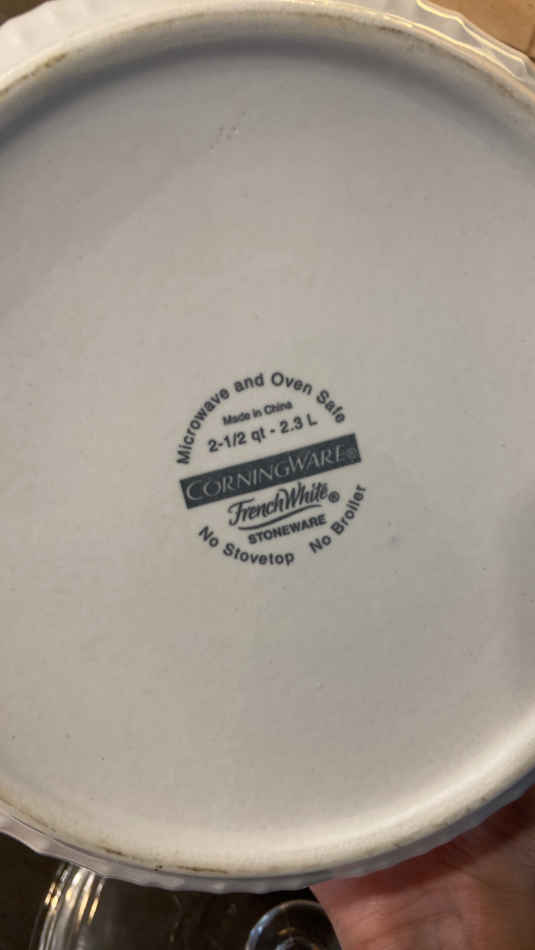 Microwave and Oven Safe
Made in China
2-1/2 qt - 2.3 L
CORNINGWARE®
FrenchWhite®
STONEWARE
No Stovetop No Broiler